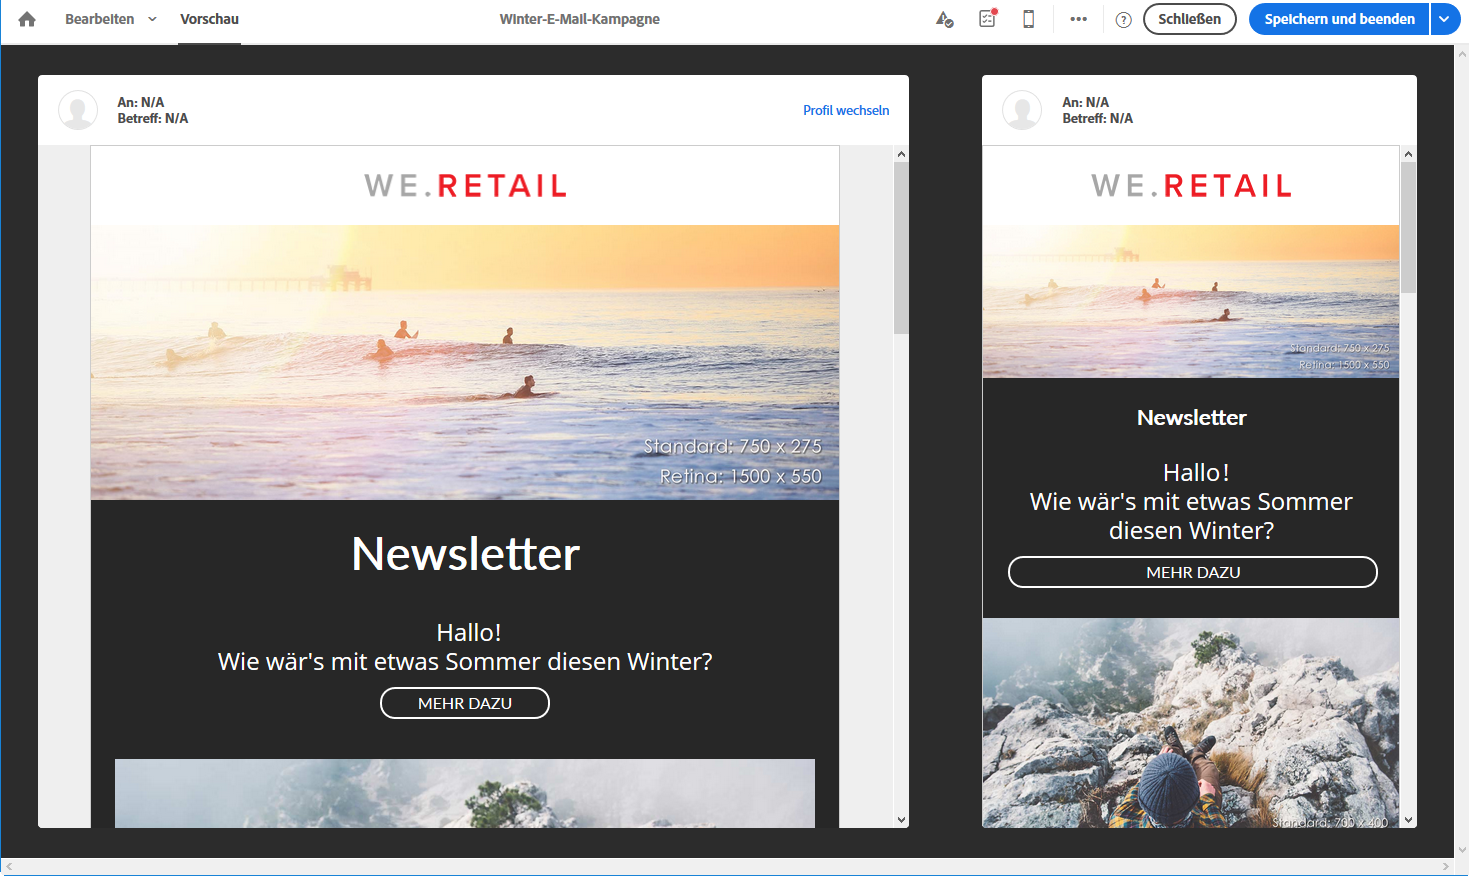 Bearbeiten
Vorschau
Winter-E-Mail-Kampagne
Schließen
Speichern und beenden
An: N/A
Betreff: N/A
Profil wechseln
WE.RETAIL
Standard: 750 x 275
Retina: 1500 x 550
Newsletter
Hallo!
Wie wär's mit etwas Sommer diesen Winter?
MEHR DAZU
An: N/A
Betreff: N/A
WE.RETAIL
Standard: 750 x 275
Retina: 1500 x 550
Newsletter
Hallo!
Wie wär's mit etwas Sommer
diesen Winter?
MEHR DAZU
Standard: 700 x 400